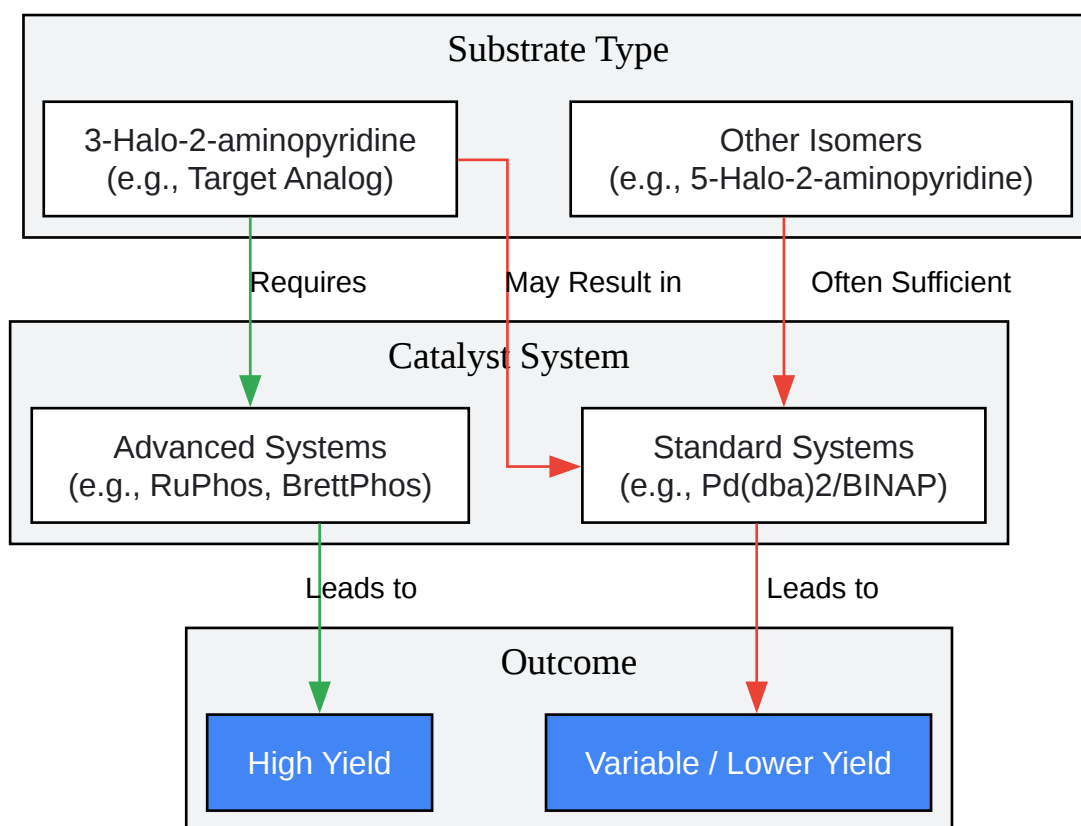 Substrate Type
3-Halo-2-aminopyridine
(e.g., Target Analog)
Other Isomers
(e.g., 5-Halo-2-aminopyridine)
Requires
May Result in
Often Sufficient
Catalyst System
Advanced Systems
(e.g., RuPhos, BrettPhos)
Standard Systems
(e.g., Pd(dba)2/BINAP)
Leads to
Leads to
Outcome
High Yield
Variable / Lower Yield